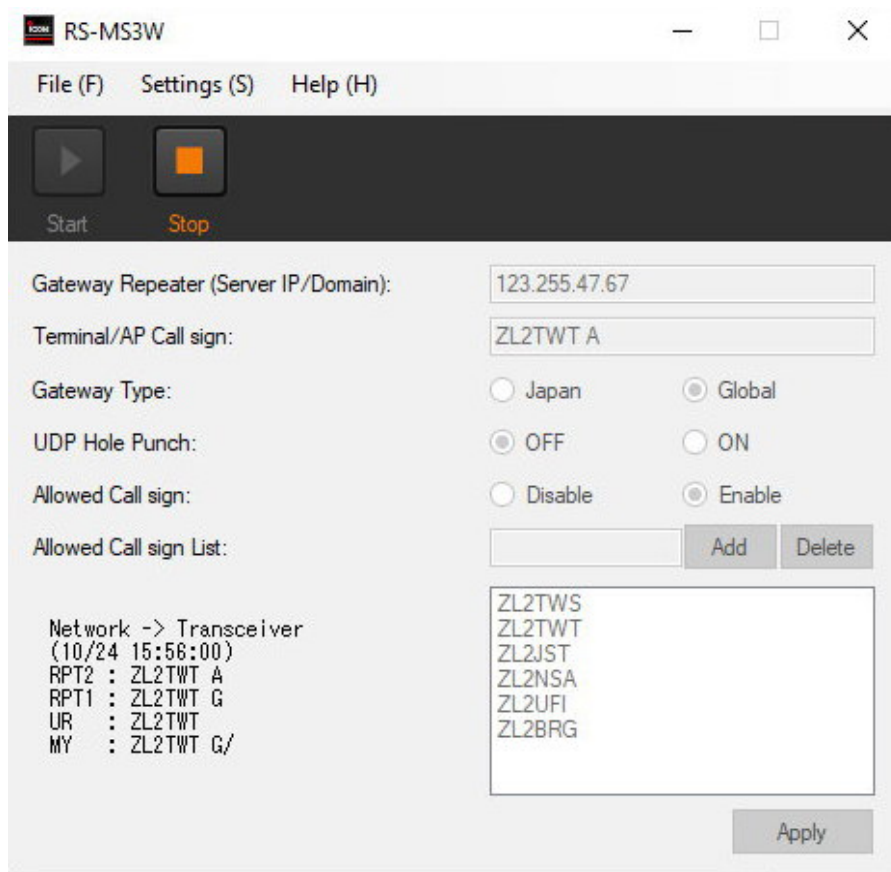 ICOM RS-MS3W
File (F) Settings (S) Help (H)
Start Stop
Gateway Repeater (Server IP/Domain): 123.255.47.67
Terminal/AP Call sign: ZL2TWT A
Gateway Type: Japan Global
UDP Hole Punch: OFF ON
Allowed Call sign: Disable Enable
Allowed Call sign List: Add Delete
ZL2TWS
ZL2TWT
ZL2JST
ZL2NSA
ZL2UFI
ZL2BRG
Network -> Transceiver
(10/24 15:56:00)
RPT2 : ZL2TWT A
RPT1 : ZL2TWT G
UR : ZL2TWT
MY : ZL2TWT G/
Apply